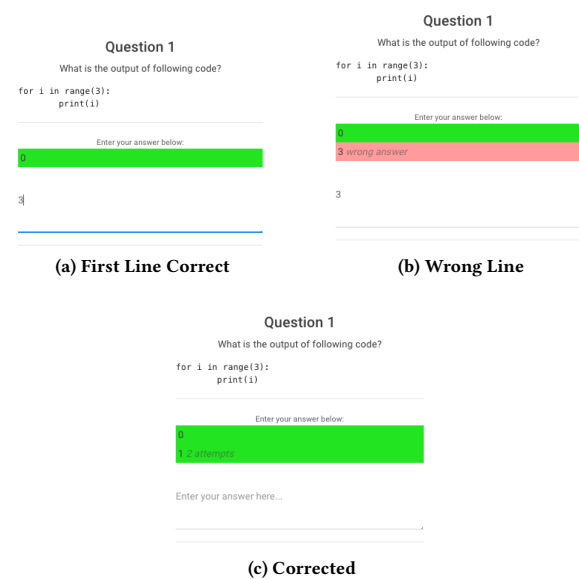 Question 1
What is the output of following code?
for i in range(3):
print(i)
Enter your answer below:
0
3
(a) First Line Correct
Question 1
What is the output of following code?
for i in range(3):
print(i)
Enter your answer below:
0
3 wrong answer
3
(b) Wrong Line
Question 1
What is the output of following code?
for i in range(3):
print(i)
Enter your answer below:
0
1 2 attempts
Enter your answer here...
(c) Corrected